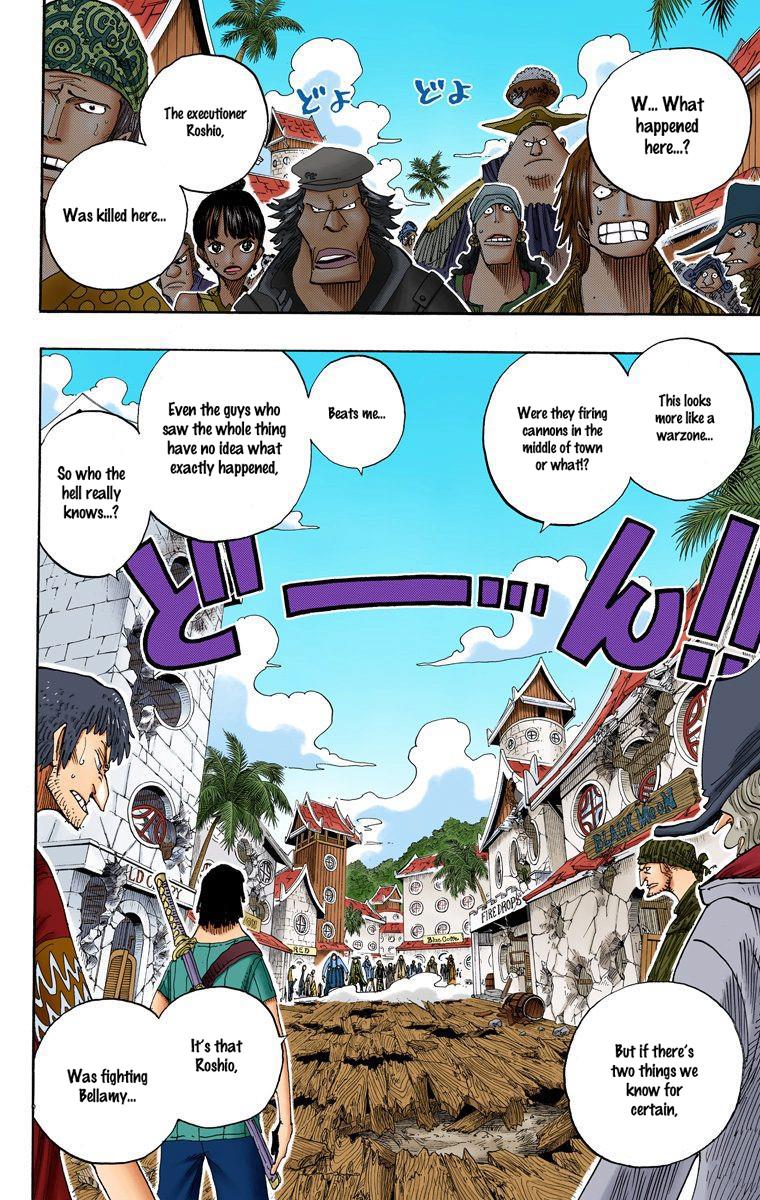 W... What
happened
here...?
どよ
どよ
The executioner
Roshio,
Was killed here...
This looks
more like a
warzone...
Were they firing
cannons in the
middle of town
or what!?
Beats me...
Even the guys who
saw the whole thing
have no idea what
exactly happened,
So who the
hell really
knows...?
どーん!!
BLACK MOON
FIRE DROPS
Blue Cotte
But if there's
two things we
know for
certain,
It's that
Roshio,
Was fighting
Bellamy...